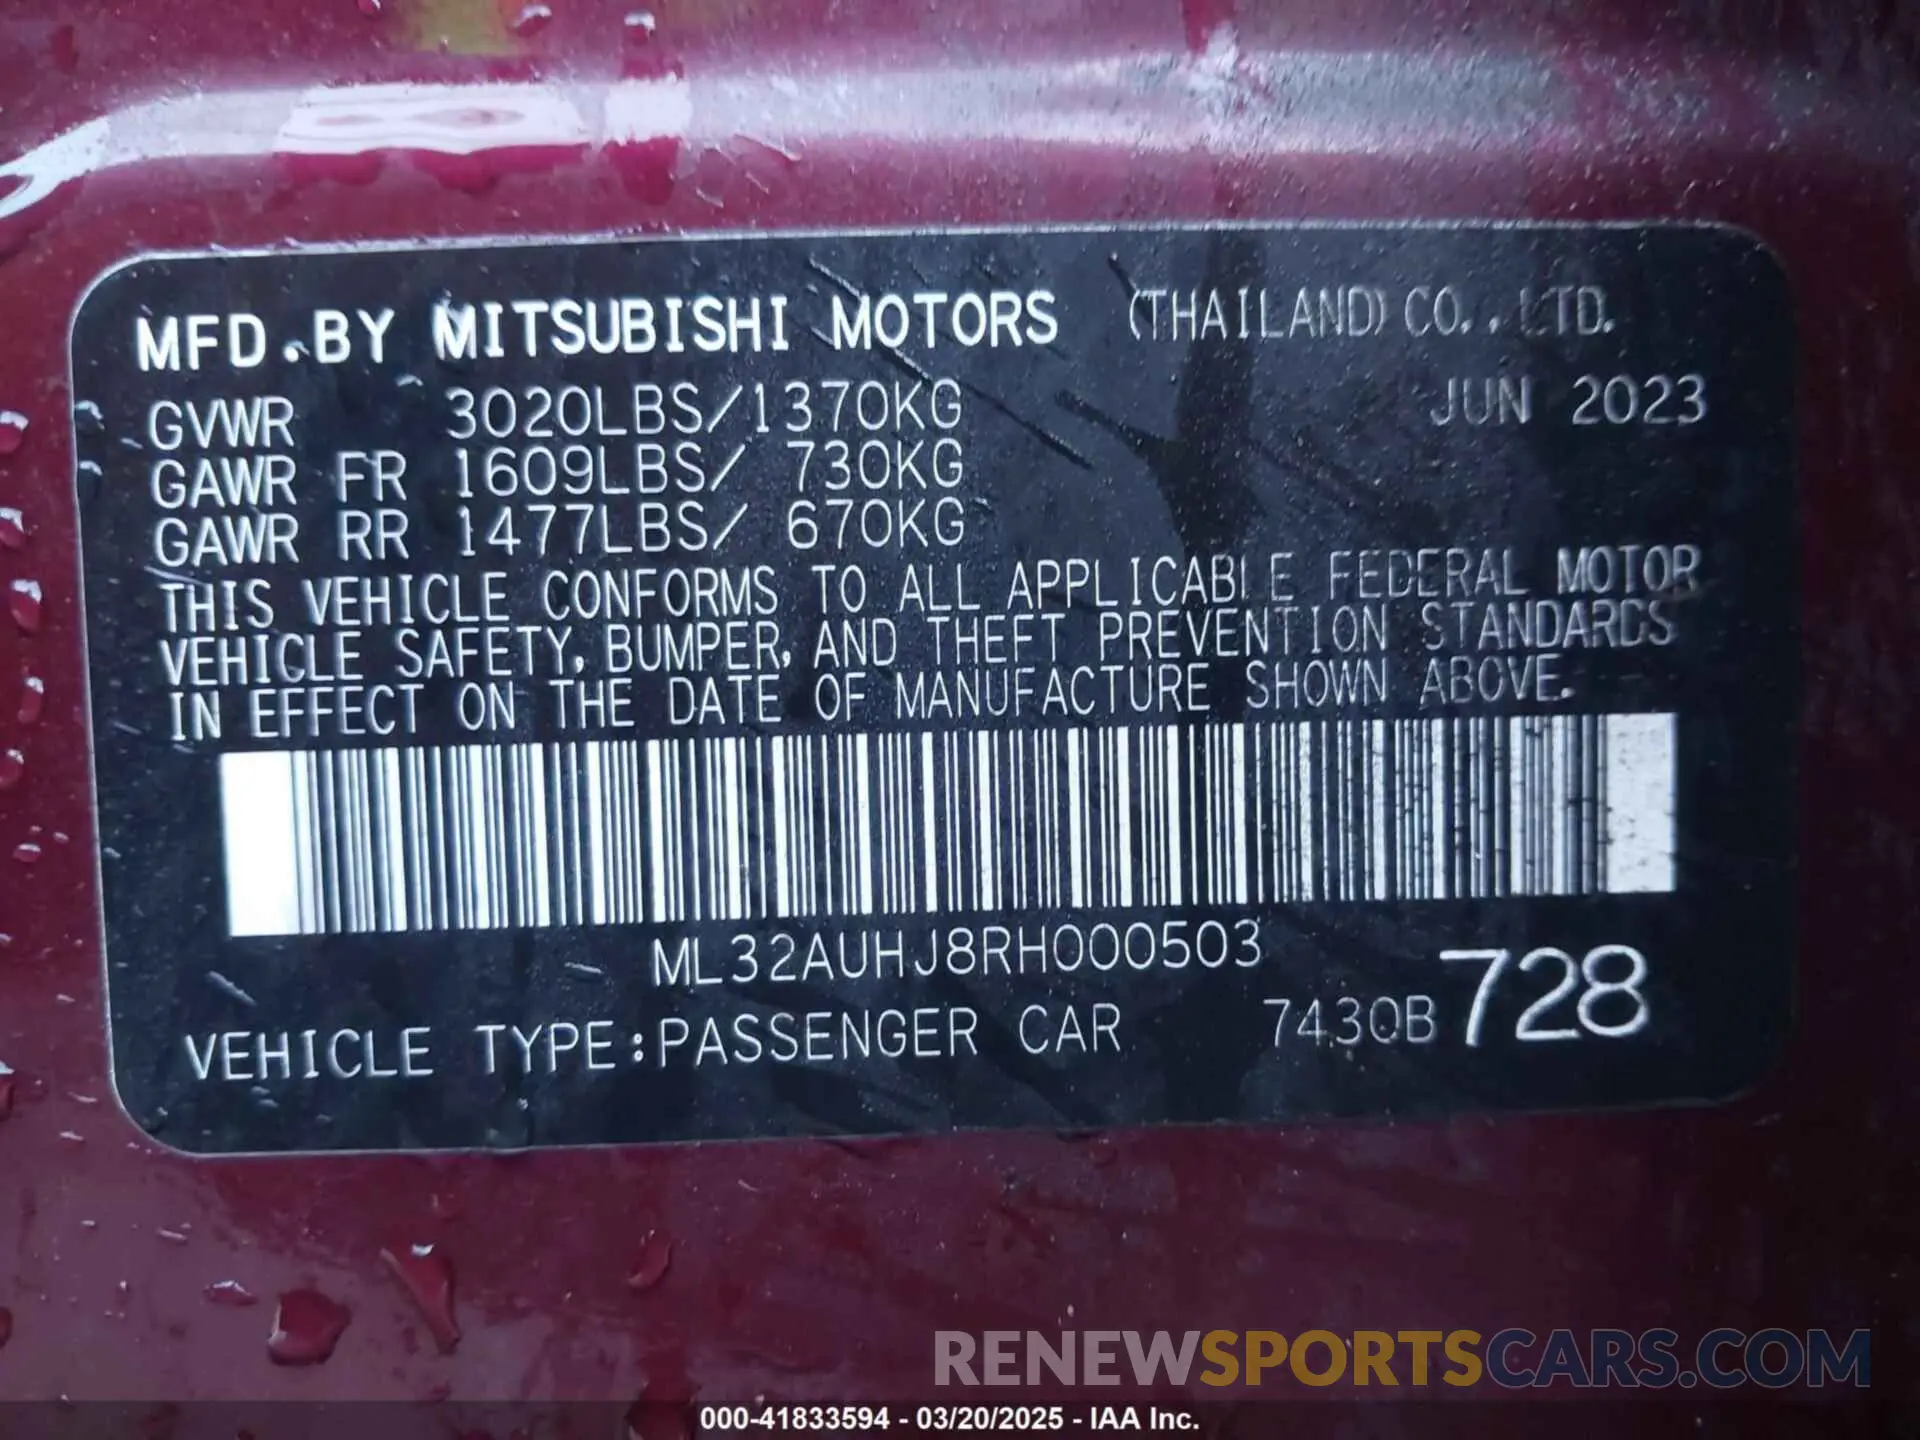 MFD.BY MITSUBISHI MOTORS (THAILAND) CO., LTD.
GVWR 3020LBS/1370KG JUN 2023
GAWR FR 1609LBS/ 730KG
GAWR RR 1477LBS/ 670KG
THIS VEHICLE CONFORMS TO ALL APPLICABLE FEDERAL MOTOR
VEHICLE SAFETY, BUMPER, AND THEFT PREVENTION STANDARDS
IN EFFECT ON THE DATE OF MANUFACTURE SHOWN ABOVE.
ML32AUHJ8RH000503
VEHICLE TYPE:PASSENGER CAR 7430B 728
RENEWSPORTSCARS.COM
000-41833594 - 03/20/2025 - IAA Inc.